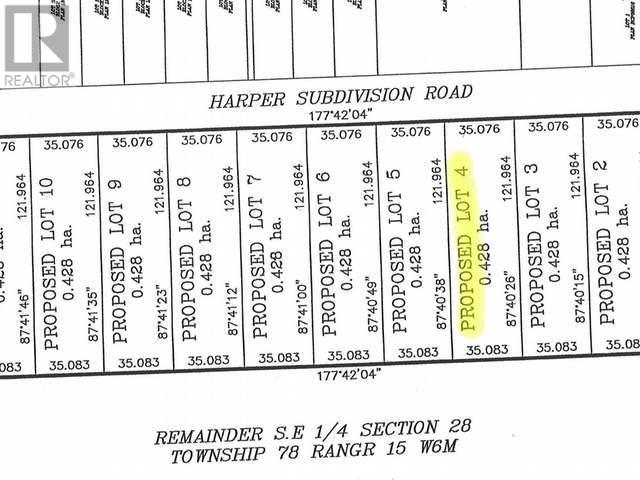 REALTOR®
HARPER SUBDIVISION ROAD
177°42'04"
35.076
35.076
35.076
35.076
35.076
35.076
35.076
35.076
PROPOSED LOT 10
0.428 ha.
121.964
87°41'46"
PROPOSED LOT 9
0.428 ha.
121.964
87°41'35"
PROPOSED LOT 8
0.428 ha.
121.964
87°41'23"
PROPOSED LOT 7
0.428 ha.
121.964
87°41'12"
PROPOSED LOT 6
0.428 ha.
121.964
87°41'00"
PROPOSED LOT 5
0.428 ha.
121.964
87°40'49"
PROPOSED LOT 4
0.428 ha.
121.964
87°40'38"
PROPOSED LOT 3
0.428 ha.
121.964
87°40'26"
PROPOSED LOT 2
0.428 ha.
121.964
87°40'15"
35.083
35.083
35.083
35.083
35.083
35.083
35.083
35.083
35.083
177°42'04"
REMAINDER S.E 1/4 SECTION 28
TOWNSHIP 78 RANGR 15 W6M